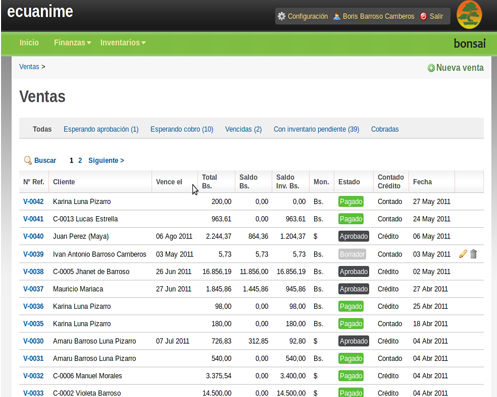 ecuanime
Configuración Boris Barroso Camberos Salir
Inicio Finanzas Inventarios bonsai
Ventas > Nueva venta
Ventas
Todas Esperando aprobación (1) Esperando cobro (10) Vencidas (2) Con inventario pendiente (39) Cobradas
Buscar 1 2 Siguiente >
Nº Ref. Cliente Vence el Total Bs. Saldo Bs. Saldo Inv. Bs. Mon. Estado Contado Crédito Fecha
V-0042 Karina Luna Pizarro 200,00 0,00 0,00 Bs. Pagado Contado 27 May 2011
V-0041 C-0013 Lucas Estrella 963,61 0,00 963,61 Bs. Pagado Contado 24 May 2011
V-0040 Juan Perez (Maya) 06 Ago 2011 2.244,37 864,36 1.204,37 $ Aprobado Crédito 06 May 2011
V-0039 Ivan Antonio Barroso Camberos 03 May 2011 5,73 5,73 5,73 Bs. Borrador Contado 03 May 2011
V-0038 C-0005 Jhanet de Barroso 26 Jun 2011 16.856,19 11.856,00 16.856,19 Bs. Aprobado Crédito 02 May 2011
V-0037 Mauricio Mariaca 27 Jun 2011 1.845,86 1.445,86 945,86 Bs. Aprobado Crédito 27 Abr 2011
V-0036 Karina Luna Pizarro 98,00 0,00 98,00 Bs. Pagado Crédito 25 Abr 2011
V-0035 Karina Luna Pizarro 180,00 0,00 180,00 Bs. Pagado Contado 18 Abr 2011
V-0030 Amaru Barroso Luna Pizarro 07 Jul 2011 726,83 312,85 92,80 $ Aprobado Crédito 04 Abr 2011
V-0031 Amaru Barroso Luna Pizarro 540,00 0,00 540,00 Bs. Pagado Contado 04 Abr 2011
V-0032 C-0006 Manuel Morales 3.375,54 0,00 3.400,00 $ Pagado Crédito 04 Abr 2011
V-0033 C-0002 Violeta Barroso 14.500,00 0,00 14.500,00 $ Pagado Crédito 04 Abr 2011